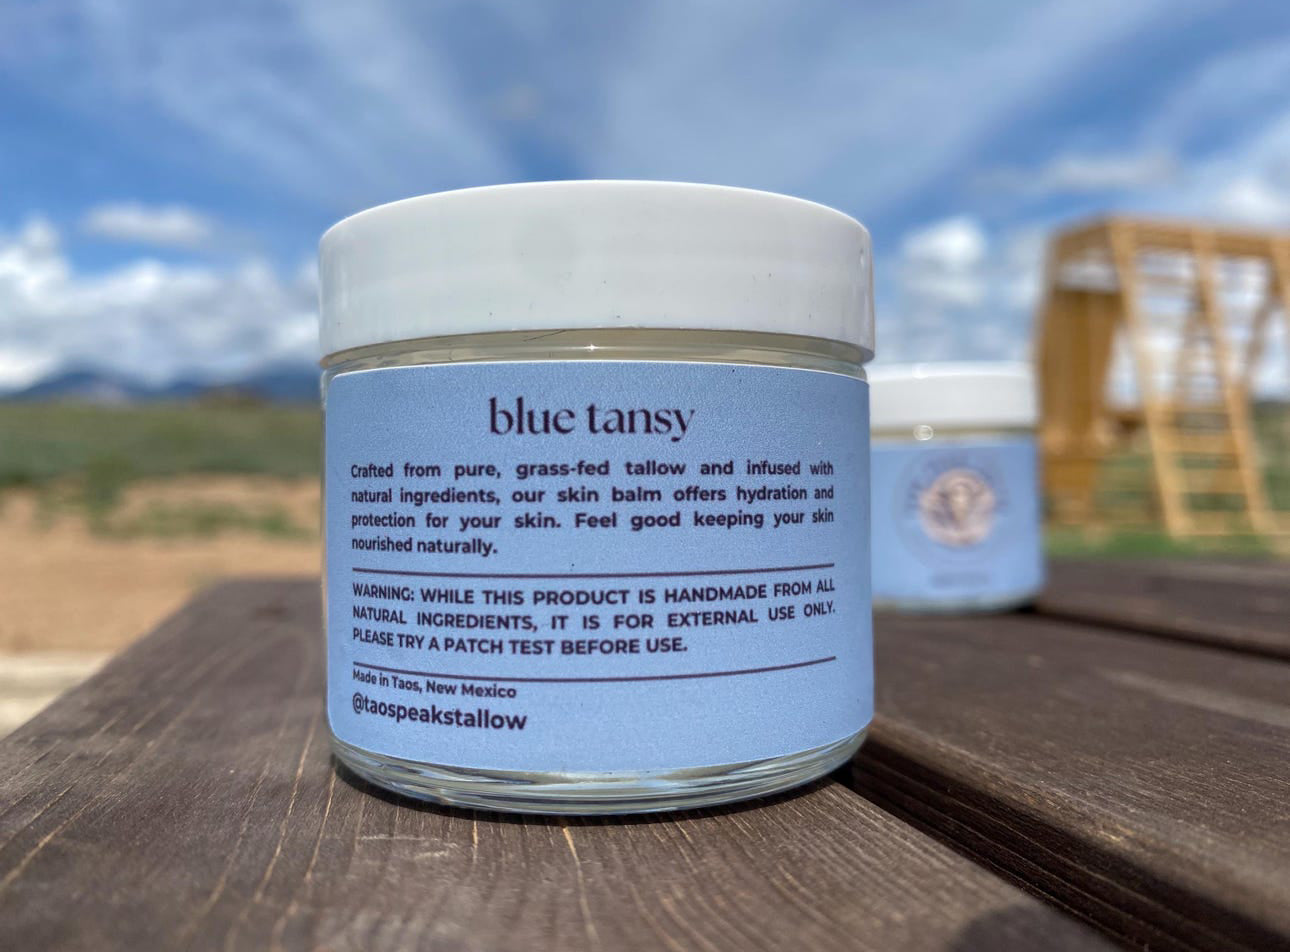 blue tansy
Crafted from pure, grass-fed tallow and infused with
natural ingredients, our skin balm offers hydration and
protection for your skin. Feel good keeping your skin
nourished naturally.
WARNING: WHILE THIS PRODUCT IS HANDMADE FROM ALL
NATURAL INGREDIENTS, IT IS FOR EXTERNAL USE ONLY.
PLEASE TRY A PATCH TEST BEFORE USE.
Made in Taos, New Mexico
@taospeakstallow